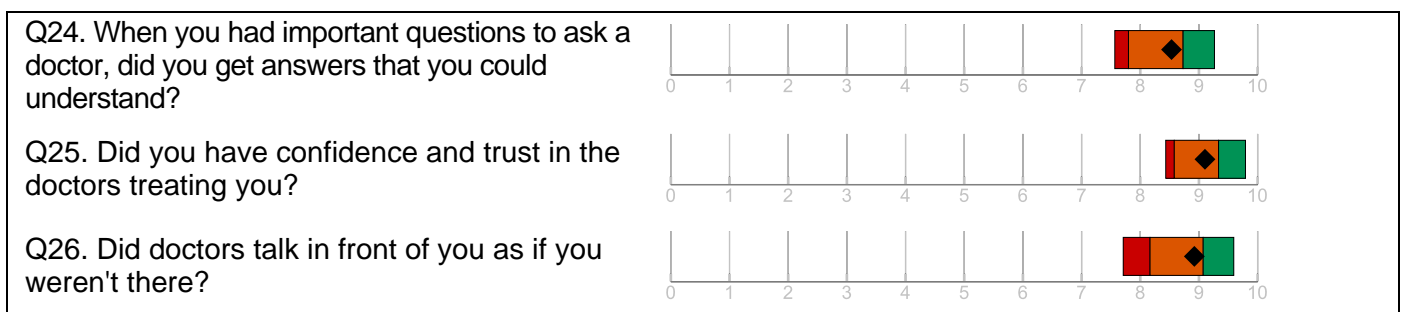 Q24. When you had important questions to ask a
doctor, did you get answers that you could
understand?
0 1 2 3 4 5 6 7 8 9 10
Q25. Did you have confidence and trust in the
doctors treating you?
0 1 2 3 4 5 6 7 8 9 10
Q26. Did doctors talk in front of you as if you
weren't there?
0 1 2 3 4 5 6 7 8 9 10